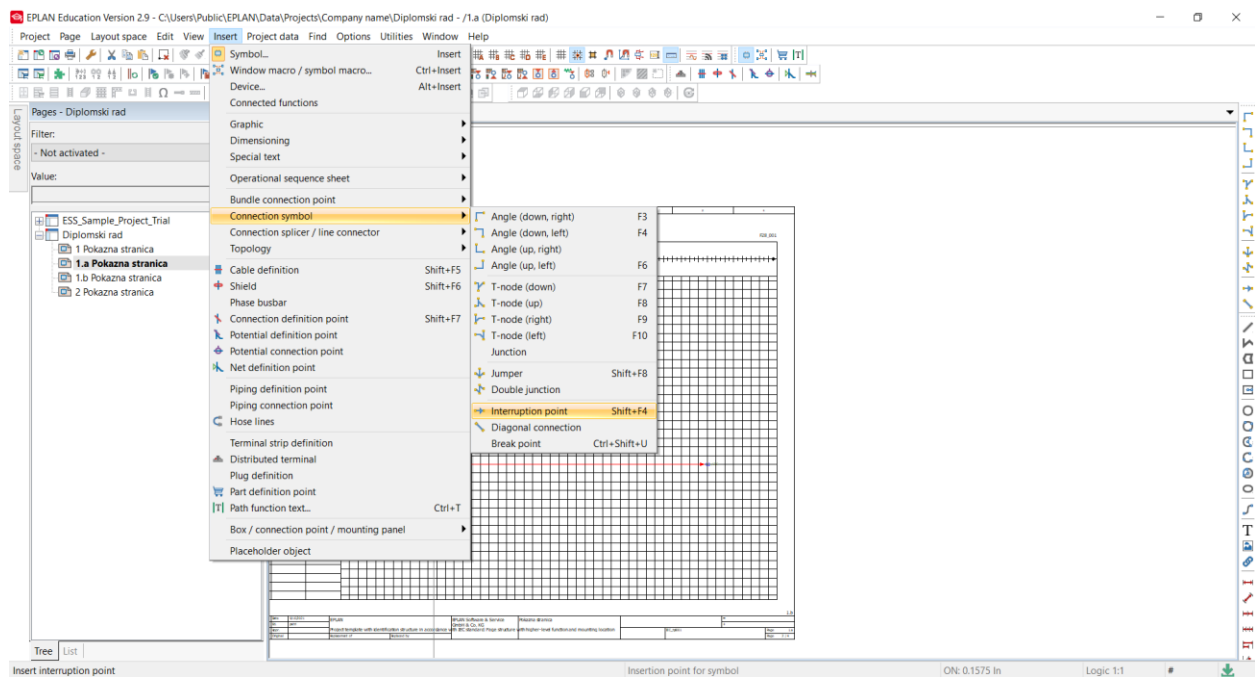 EPLAN Education Version 2.9 - C:\Users\Public\EPLAN\Data\Projects\Company name\Diplomski rad - /1.a (Diplomski rad)
Project Page Layout space Edit View Insert Project data Find Options Utilities Window Help
Symbol... Insert
Window macro / symbol macro... Ctrl+Insert
Device... Alt+Insert
Connected functions
Graphic
Dimensioning
Special text
Operational sequence sheet
Bundle connection point
Connection symbol
Connection splicer / line connector
Topology
Cable definition Shift+F5
Shield Shift+F6
Phase busbar
Connection definition point Shift+F7
Potential definition point
Potential connection point
Net definition point
Piping definition point
Piping connection point
Hose lines
Terminal strip definition
Distributed terminal
Plug definition
Part definition point
Path function text... Ctrl+T
Box / connection point / mounting panel
Placeholder object
Angle (down, right) F3
Angle (down, left) F4
Angle (up, right)
Angle (up, left) F6
T-node (down) F7
T-node (up) F8
T-node (right) F9
T-node (left) F10
Junction
Jumper Shift+F8
Double junction
Interruption point Shift+F4
Diagonal connection
Break point Ctrl+Shift+U
Layout space
Pages - Diplomski rad
Filter:
- Not activated -
Value:
ESS_Sample_Project_Trial
Diplomski rad
1 Pokazna stranica
1.a Pokazna stranica
1.b Pokazna stranica
2 Pokazna stranica
Tree List
Insert interruption point
Insertion point for symbol
ON: 0.1575 In
Logic 1:1
#